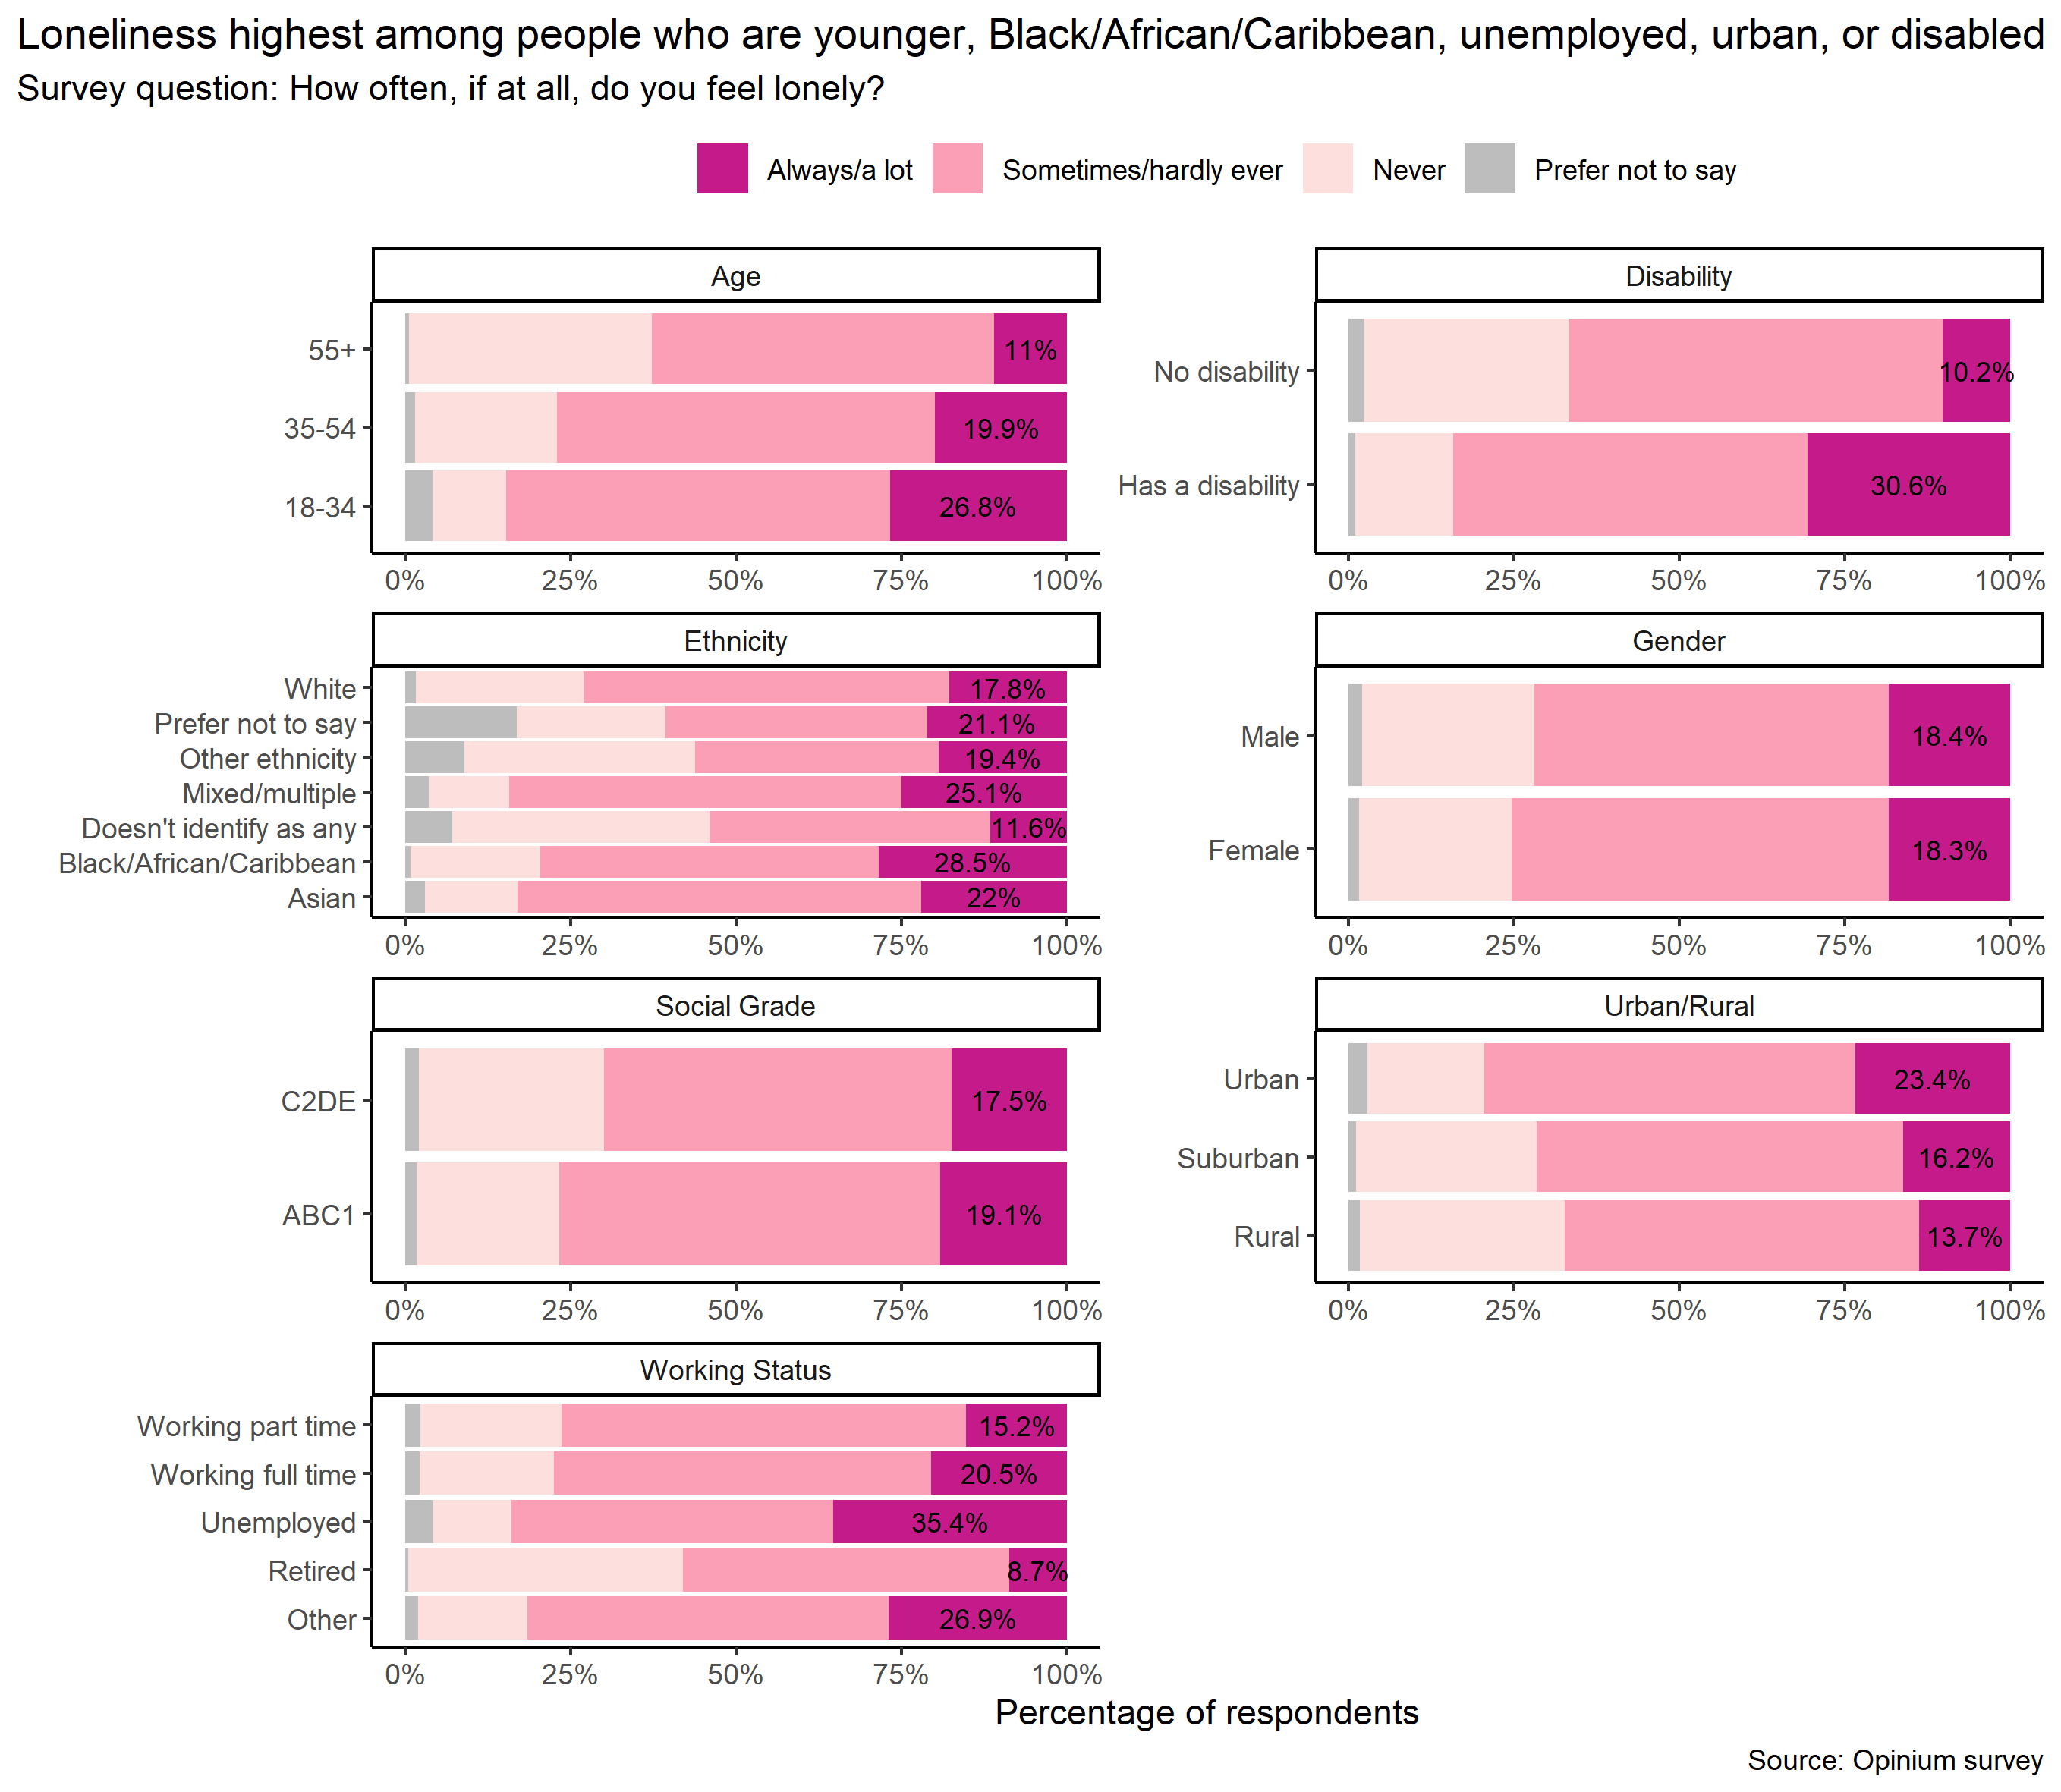 Loneliness highest among people who are younger, Black/African/Caribbean, unemployed, urban, or disabled
Survey question: How often, if at all, do you feel lonely?
Always/a lot Sometimes/hardly ever Never Prefer not to say
Age
55+ 11%
35-54 19.9%
18-34 26.8%
0% 25% 50% 75% 100%
Disability
No disability 10.2%
Has a disability 30.6%
0% 25% 50% 75% 100%
Ethnicity
White 17.8%
Prefer not to say 21.1%
Other ethnicity 19.4%
Mixed/multiple 25.1%
Doesn't identify as any 11.6%
Black/African/Caribbean 28.5%
Asian 22%
0% 25% 50% 75% 100%
Gender
Male 18.4%
Female 18.3%
0% 25% 50% 75% 100%
Social Grade
C2DE 17.5%
ABC1 19.1%
0% 25% 50% 75% 100%
Urban/Rural
Urban 23.4%
Suburban 16.2%
Rural 13.7%
0% 25% 50% 75% 100%
Working Status
Working part time 15.2%
Working full time 20.5%
Unemployed 35.4%
Retired 8.7%
Other 26.9%
0% 25% 50% 75% 100%
Percentage of respondents
Source: Opinium survey